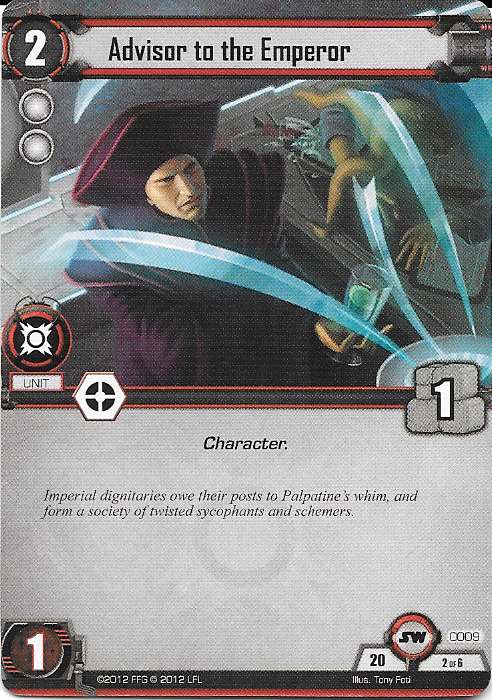 2
Advisor to the Emperor
UNIT
1
Character.
Imperial dignitaries owe their posts to Palpatine's whim, and
form a society of twisted sycophants and schemers.
1
SW
0009
20
2 OF 6
©2012 FFG © 2012 LFL
Illus. Tony Foti